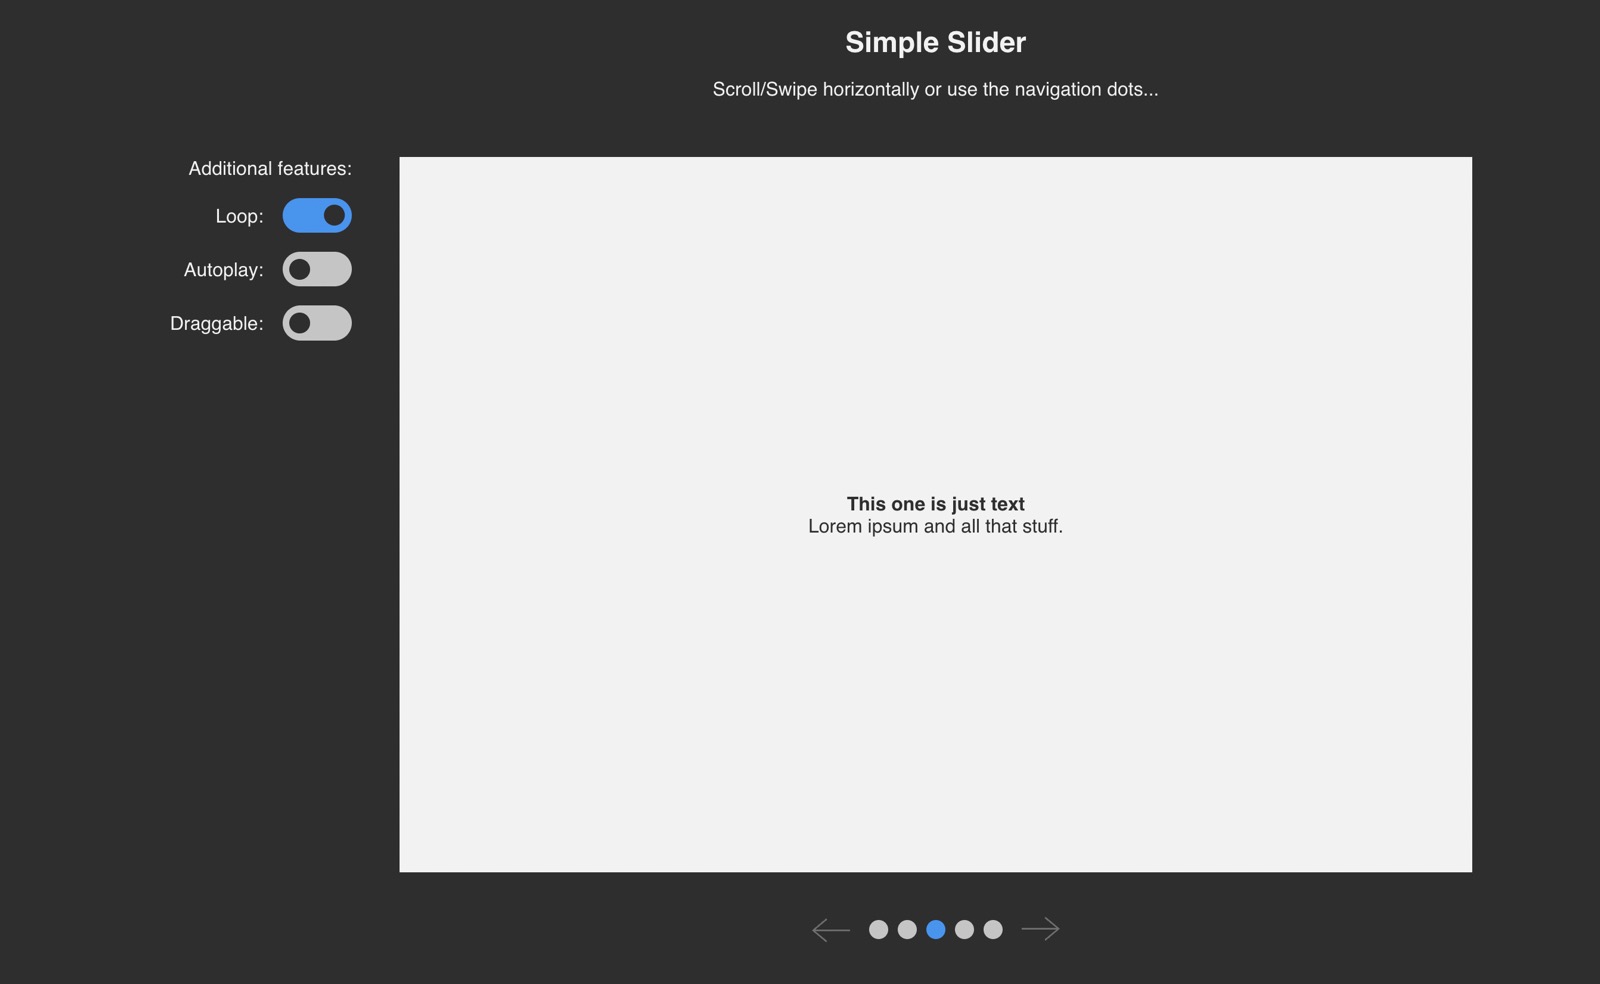 Simple Slider
Scroll/Swipe horizontally or use the navigation dots...
Additional features:
Loop:
Autoplay:
Draggable:
This one is just text
Lorem ipsum and all that stuff.